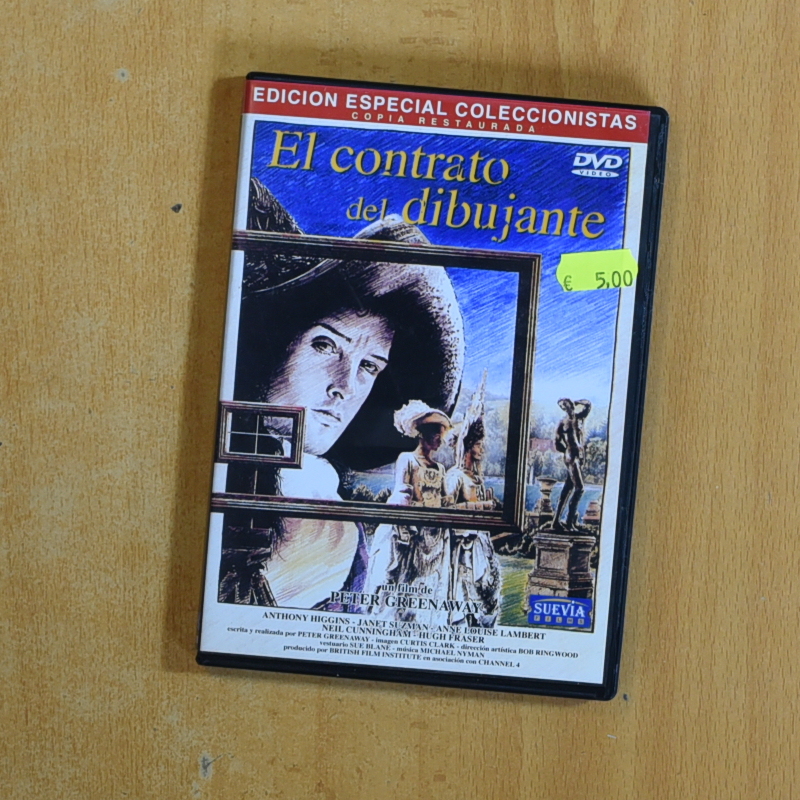 EDICION ESPECIAL COLECCIONISTAS
COPIA RESTAURADA
El contrato
del dibujante
DVD
VIDEO
€ 5,00
un film de
PETER GREENAWAY
SUEVIA
FILMS
ANTHONY HIGGINS - JANET SUZMAN - ANNE LOUISE LAMBERT
NEIL CUNNINGHAM - HUGH FRASER
escrita y realizada por PETER GREENAWAY - imagen CURTIS CLARK - dirección artística BOB RINGWOOD
vestuario SUE BLANE - música MICHAEL NYMAN
producido por BRITISH FILM INSTITUTE en asociación con CHANNEL 4